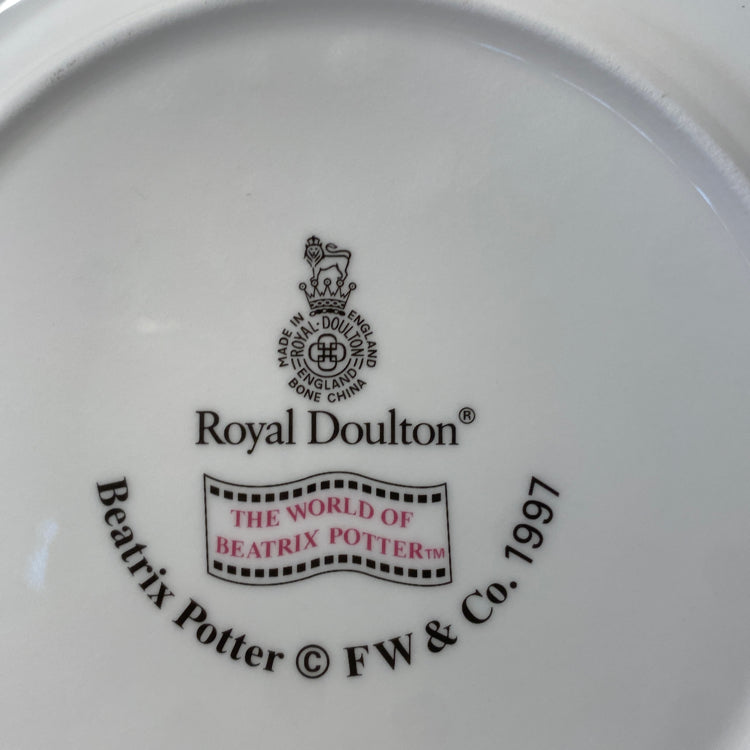 MADE IN ENGLAND
ROYAL·DOULTON
ENGLAND
BONE CHINA
Royal Doulton®
THE WORLD OF
BEATRIX POTTER™
Beatrix Potter © FW & Co. 1997